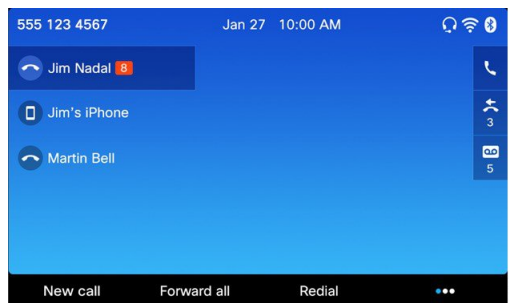 555 123 4567 Jan 27 10:00 AM
Jim Nadal 8
Jim's iPhone
3
Martin Bell
5
New call Forward all Redial